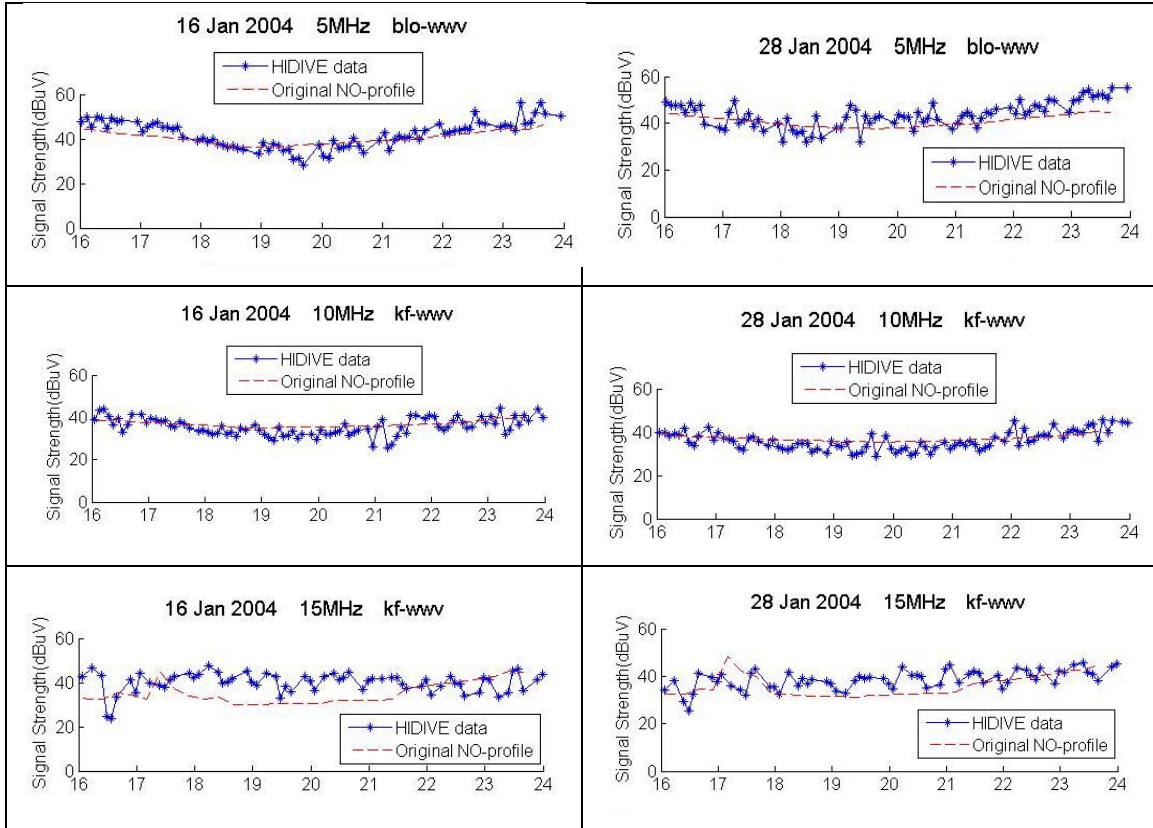 16 Jan 2004 5MHz blo-wwv
HIDIVE data
Original NO-profile
Signal Strength(dBuV)
60
40
20
0
16 17 18 19 20 21 22 23 24
28 Jan 2004 5MHz blo-wwv
HIDIVE data
Original NO-profile
Signal Strength(dBuV)
60
40
20
0
16 17 18 19 20 21 22 23 24
16 Jan 2004 10MHz kf-wwv
HIDIVE data
Original NO-profile
Signal Strength(dBuV)
60
40
20
0
16 17 18 19 20 21 22 23 24
28 Jan 2004 10MHz kf-wwv
HIDIVE data
Original NO-profile
Signal Strength(dBuV)
60
40
20
0
16 17 18 19 20 21 22 23 24
16 Jan 2004 15MHz kf-wwv
HIDIVE data
Original NO-profile
Signal Strength(dBuV)
60
40
20
0
16 17 18 19 20 21 22 23 24
28 Jan 2004 15MHz kf-wwv
HIDIVE data
Original NO-profile
Signal Strength(dBuV)
60
40
20
0
16 17 18 19 20 21 22 23 24